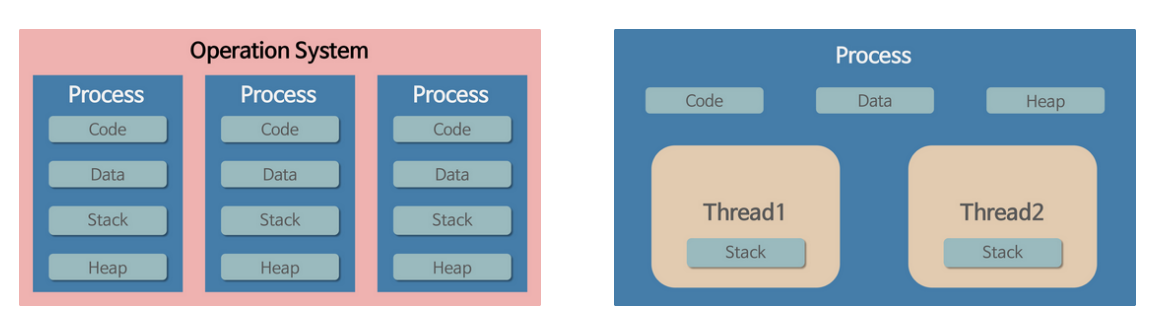 Operation System
Process Process Process
Code Code Code
Data Data Data
Stack Stack Stack
Heap Heap Heap
Process
Code Data Heap
Thread1 Thread2
Stack Stack